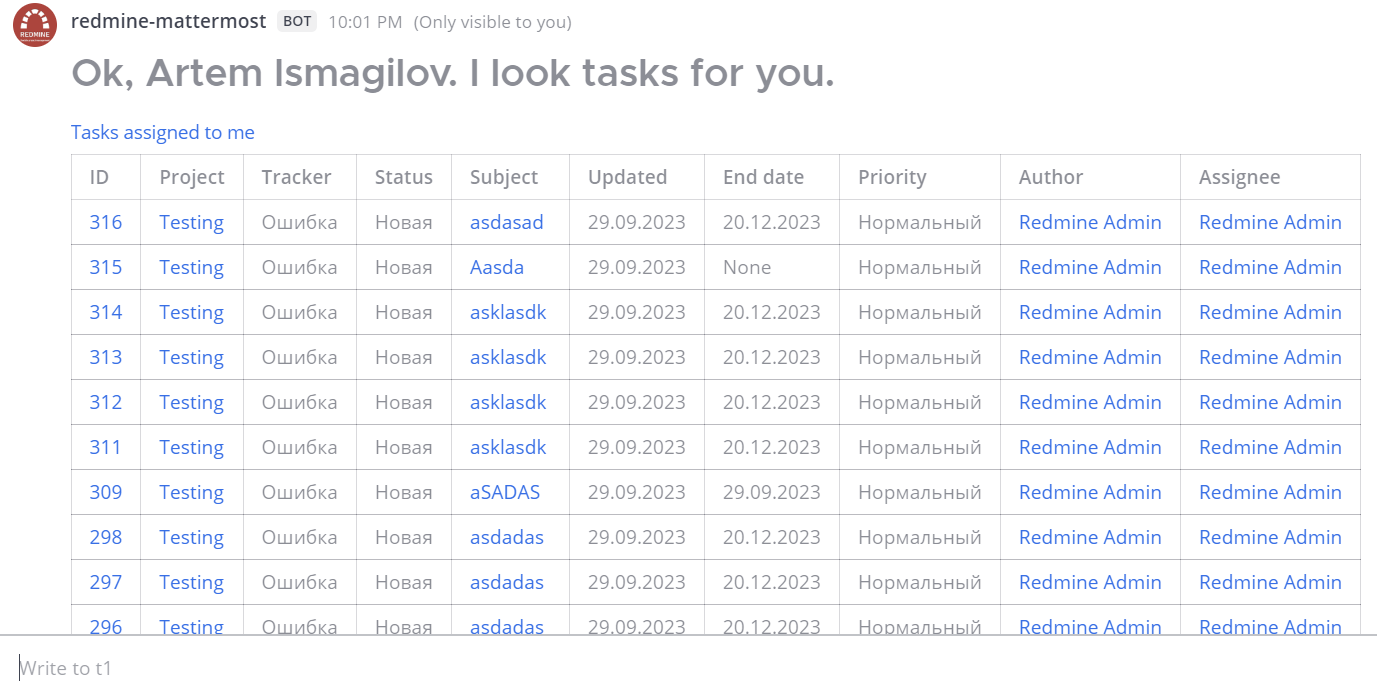 redmine-mattermost BOT 10:01 PM (Only visible to you)
REDMINE
Ok, Artem Ismagilov. I look tasks for you.
Tasks assigned to me
ID Project Tracker Status Subject Updated End date Priority Author Assignee
316 Testing Ошибка Новая asdasad 29.09.2023 20.12.2023 Нормальный Redmine Admin Redmine Admin
315 Testing Ошибка Новая Aasda 29.09.2023 None Нормальный Redmine Admin Redmine Admin
314 Testing Ошибка Новая asklasdk 29.09.2023 20.12.2023 Нормальный Redmine Admin Redmine Admin
313 Testing Ошибка Новая asklasdk 29.09.2023 20.12.2023 Нормальный Redmine Admin Redmine Admin
312 Testing Ошибка Новая asklasdk 29.09.2023 20.12.2023 Нормальный Redmine Admin Redmine Admin
311 Testing Ошибка Новая asklasdk 29.09.2023 20.12.2023 Нормальный Redmine Admin Redmine Admin
309 Testing Ошибка Новая aSADAS 29.09.2023 29.09.2023 Нормальный Redmine Admin Redmine Admin
298 Testing Ошибка Новая asdadas 29.09.2023 20.12.2023 Нормальный Redmine Admin Redmine Admin
297 Testing Ошибка Новая asdadas 29.09.2023 20.12.2023 Нормальный Redmine Admin Redmine Admin
296 Testing Ошибка Новая asdadas 29.09.2023 20.12.2023 Нормальный Redmine Admin Redmine Admin
Write to t1